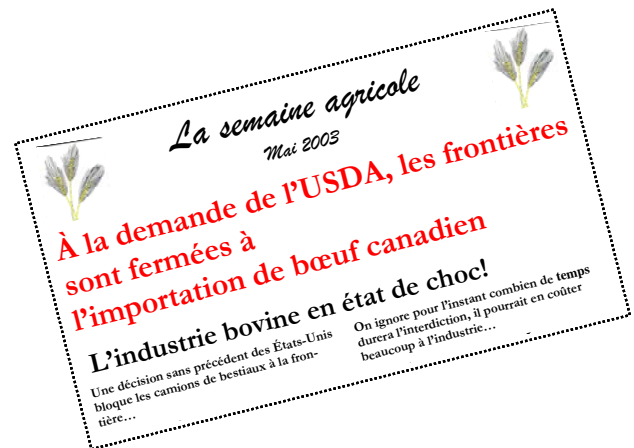 La semaine agricole
Mai 2003
À la demande de l'USDA, les frontières
sont fermées à
l'importation de bœuf canadien
L'industrie bovine en état de choc!
Une décision sans précédent des États-Unis
bloque les camions de bestiaux à la fron-
tière…
On ignore pour l'instant combien de temps
durera l'interdiction, il pourrait en coûter
beaucoup à l'industrie…